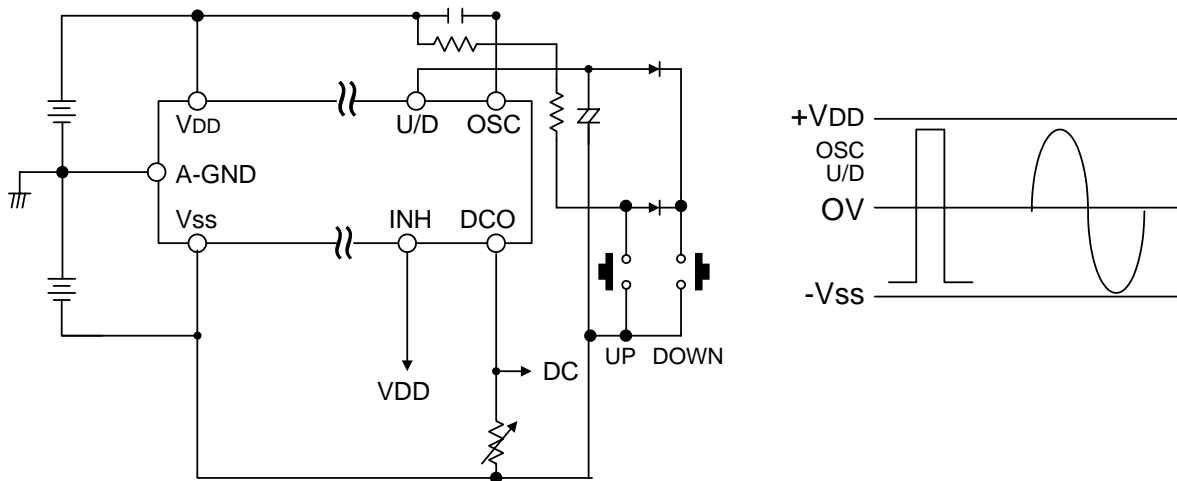 VDD
U/D
OSC
A-GND
Vss
INH
DCO
VDD
DC
UP
DOWN
+VDD
OSC
U/D
OV
-Vss